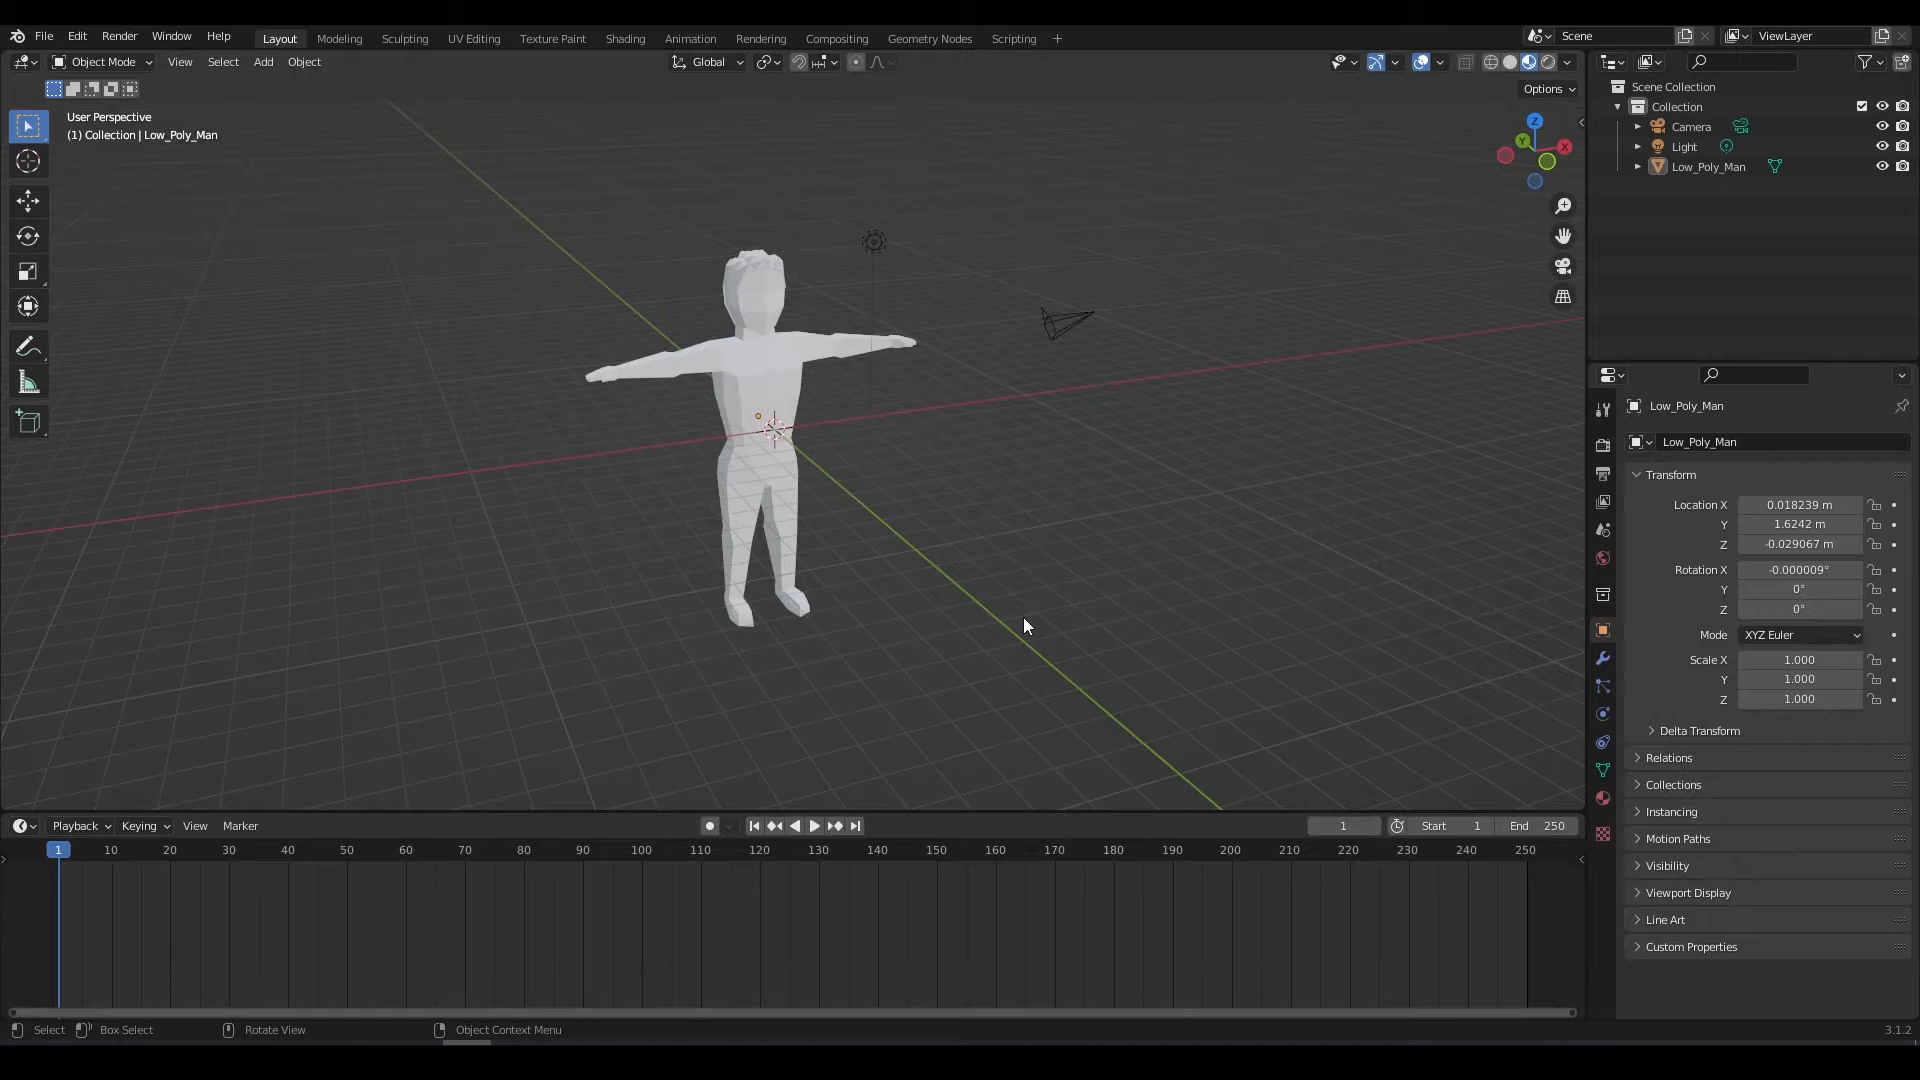 File Edit Render Window Help Layout Modeling Sculpting UV Editing Texture Paint Shading Animation Rendering Compositing Geometry Nodes Scripting + Scene ViewLayer
Object Mode View Select Add Object Global
Options
User Perspective
(1) Collection | Low_Poly_Man
Z
Y
X
Scene Collection
Collection
Camera
Light
Low_Poly_Man
Low_Poly_Man
Low_Poly_Man
Transform
Location X 0.018239 m
Y 1.6242 m
Z -0.029067 m
Rotation X -0.000009°
Y 0°
Z 0°
Mode XYZ Euler
Scale X 1.000
Y 1.000
Z 1.000
Delta Transform
Relations
Collections
Instancing
Motion Paths
Visibility
Viewport Display
Line Art
Custom Properties
Playback Keying View Marker 1 Start 1 End 250
1 10 20 30 40 50 60 70 80 90 100 110 120 130 140 150 160 170 180 190 200 210 220 230 240 250
Select Box Select Rotate View Object Context Menu 3.1.2